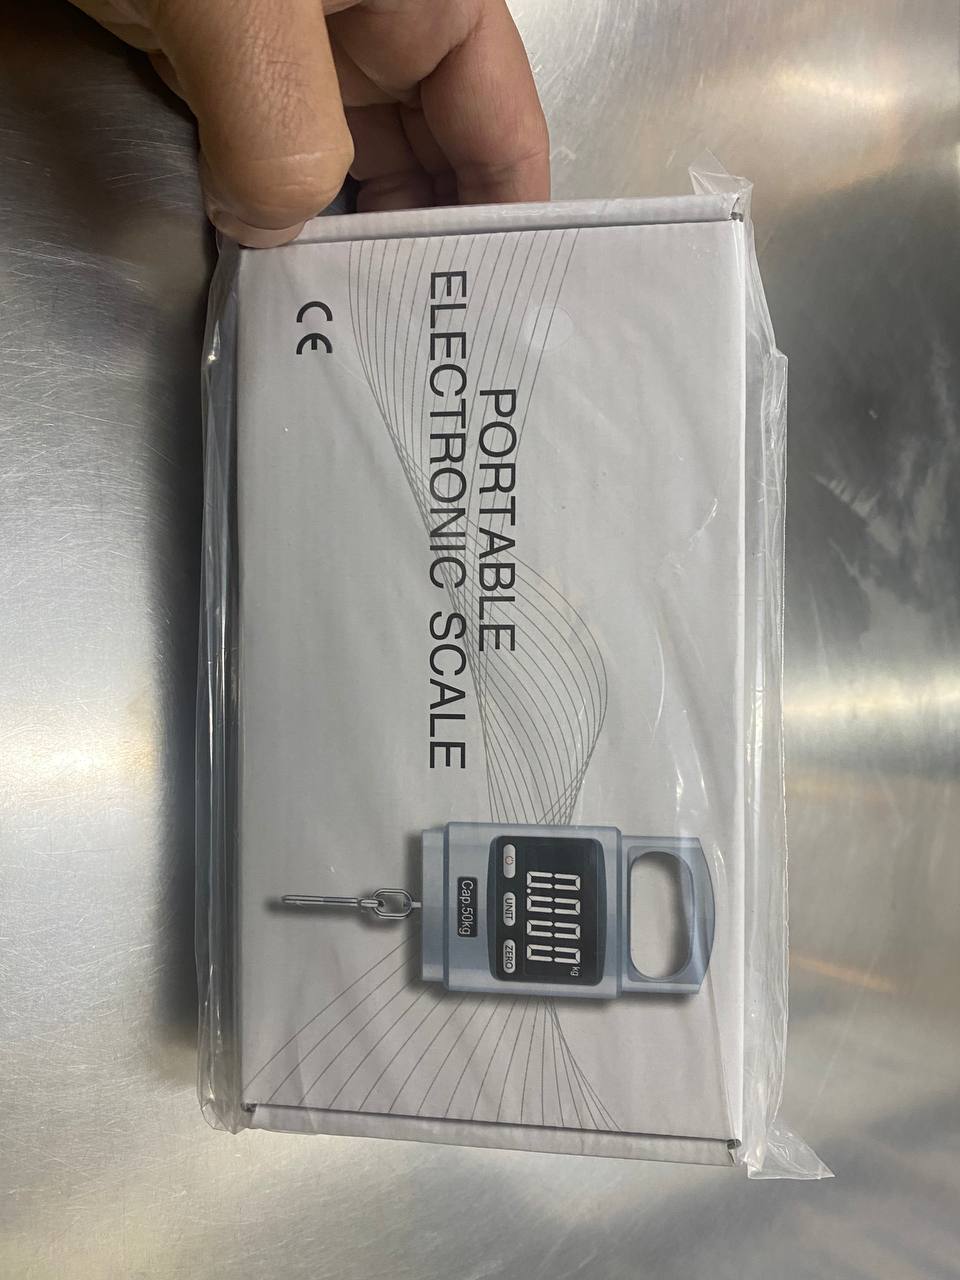 PORTABLE
ELECTRONIC SCALE
CE
0.000 kg
UNIT ZERO
Cap.50kg